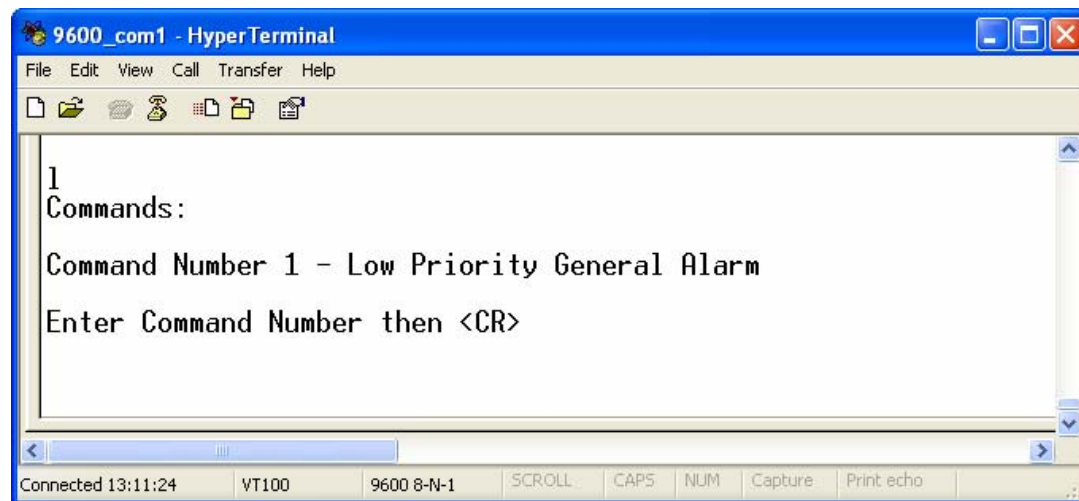 9600_com1 - HyperTerminal
File Edit View Call Transfer Help
l
Commands:
Command Number 1 - Low Priority General Alarm
Enter Command Number then <CR>
Connected 13:11:24 VT100 9600 8-N-1 SCROLL CAPS NUM Capture Print echo